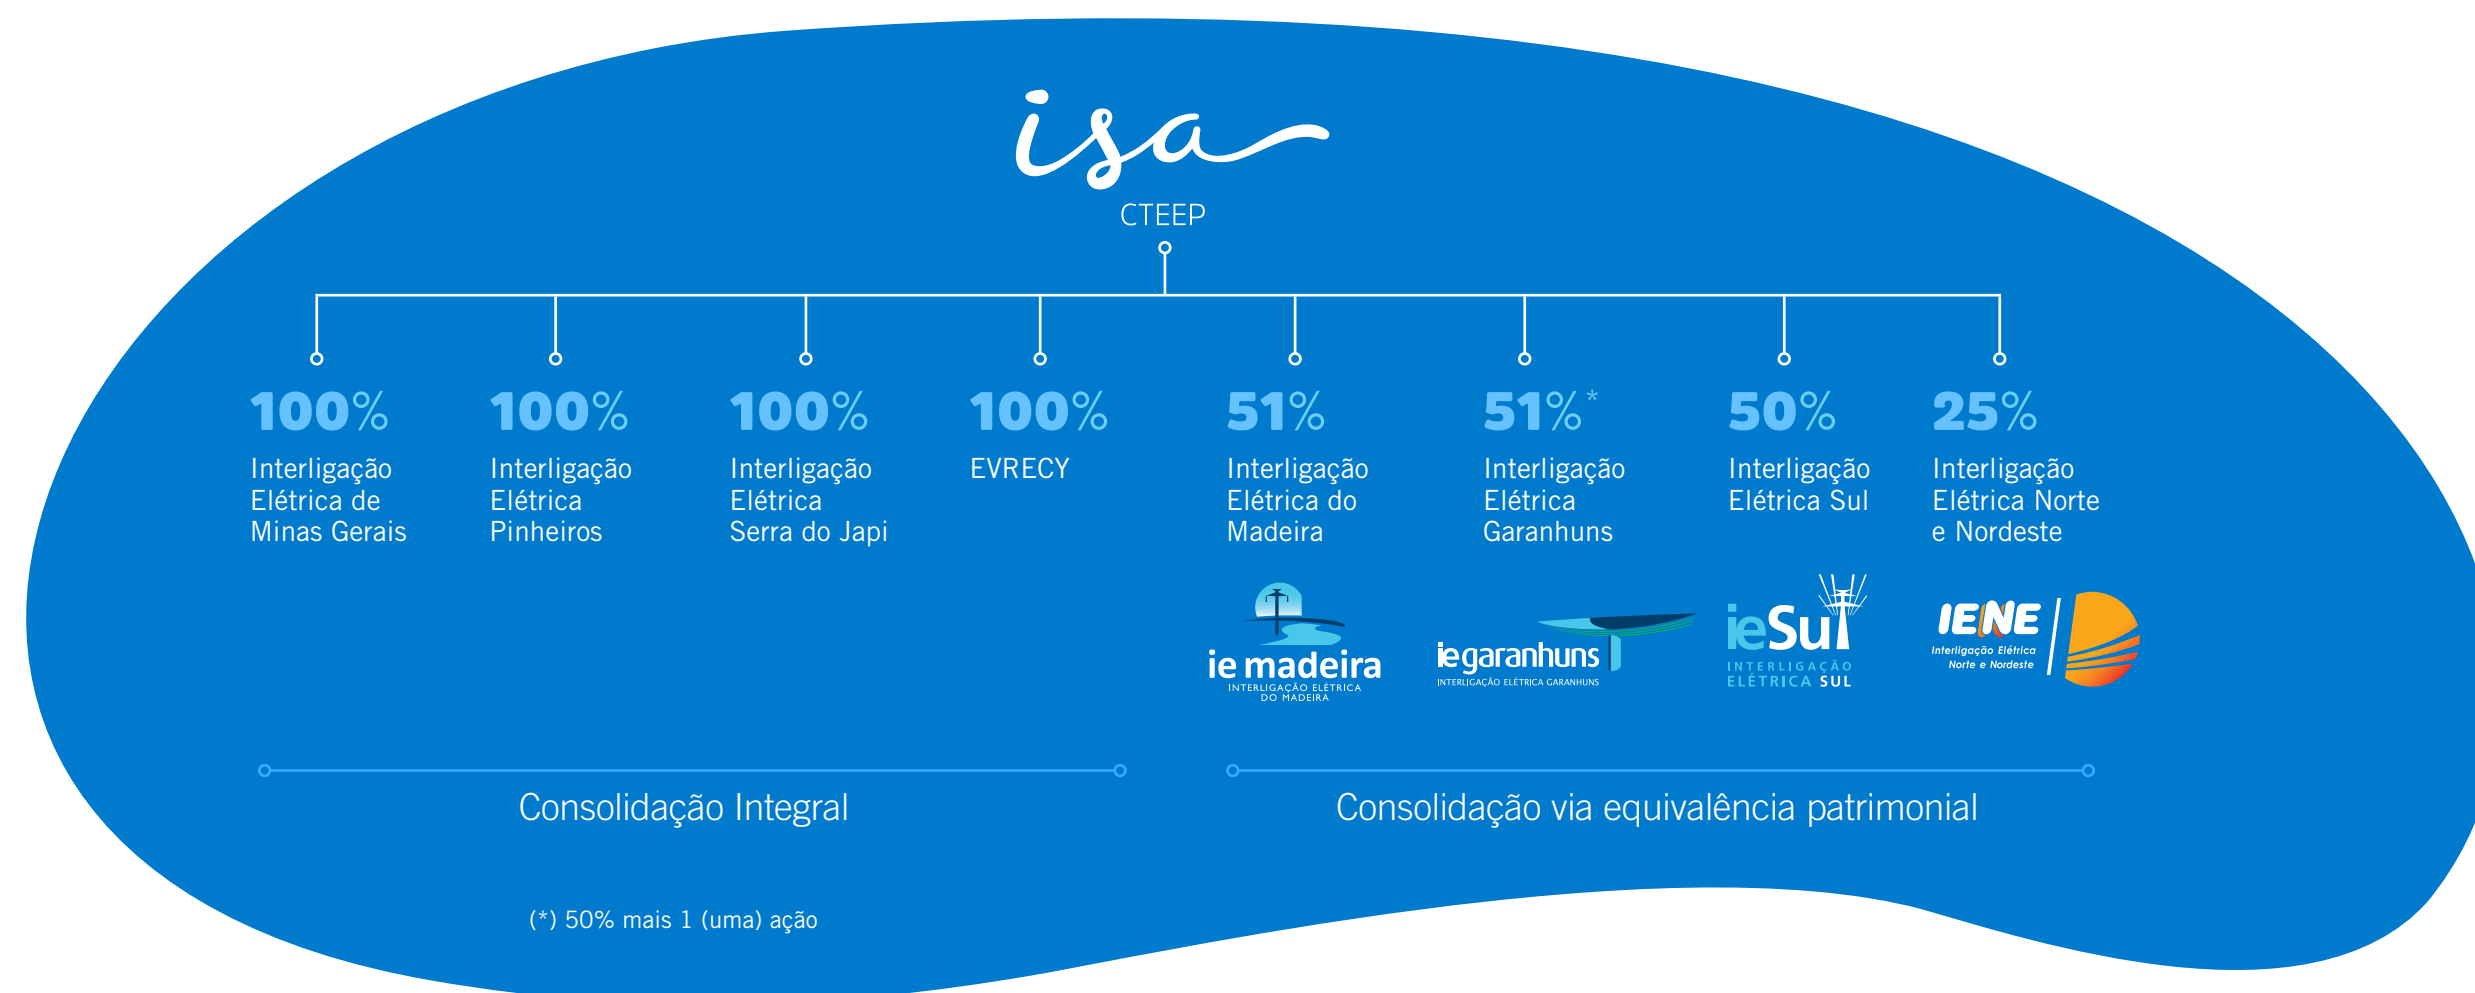 isa
CTEEP
100%
Interligação
Elétrica de
Minas Gerais
100%
Interligação
Elétrica
Pinheiros
100%
Interligação
Elétrica
Serra do Japi
100%
EVRECY
51%
Interligação
Elétrica do
Madeira
ie madeira
INTERLIGAÇÃO ELÉTRICA
DO MADEIRA
51%*
Interligação
Elétrica
Garanhuns
iegaranhuns
INTERLIGAÇÃO ELÉTRICA GARANHUNS
50%
Interligação
Elétrica Sul
ieSul
INTERLIGAÇÃO
ELÉTRICA SUL
25%
Interligação
Elétrica Norte
e Nordeste
IENE
Interligação Elétrica
Norte e Nordeste
Consolidação Integral
Consolidação via equivalência patrimonial
(*) 50% mais 1 (uma) ação